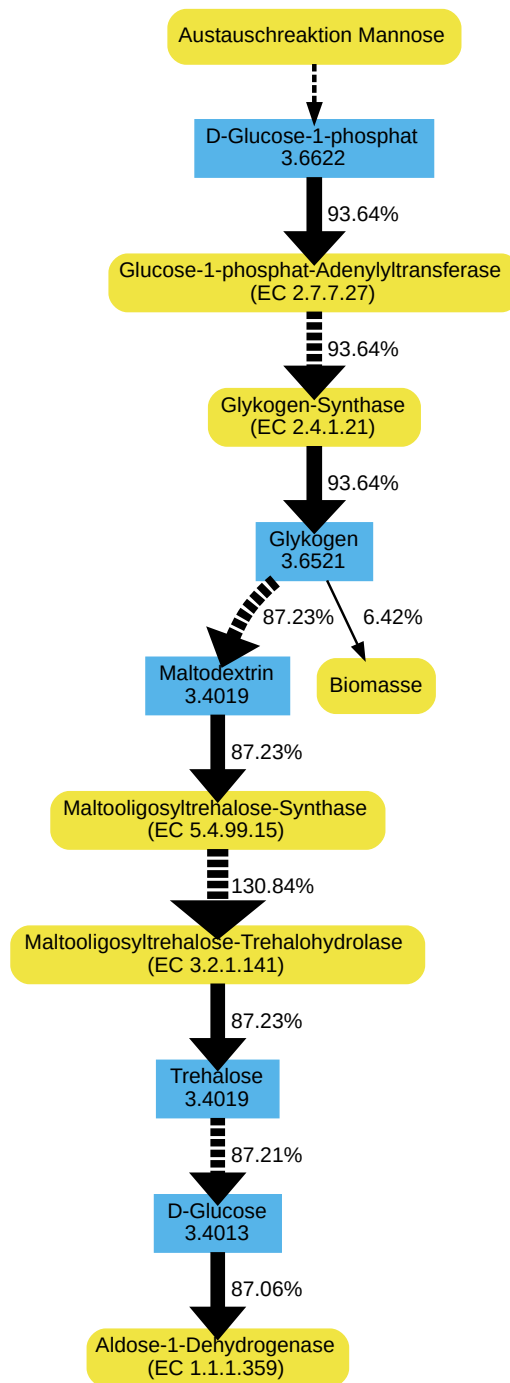 Austauschreaktion Mannose
D-Glucose-1-phosphat
3.6622
93.64%
Glucose-1-phosphat-Adenylyltransferase
(EC 2.7.7.27)
93.64%
Glykogen-Synthase
(EC 2.4.1.21)
93.64%
Glykogen
3.6521
87.23%
6.42%
Maltodextrin
3.4019
Biomasse
87.23%
Maltooligosyltrehalose-Synthase
(EC 5.4.99.15)
130.84%
Maltooligosyltrehalose-Trehalohydrolase
(EC 3.2.1.141)
87.23%
Trehalose
3.4019
87.21%
D-Glucose
3.4013
87.06%
Aldose-1-Dehydrogenase
(EC 1.1.1.359)